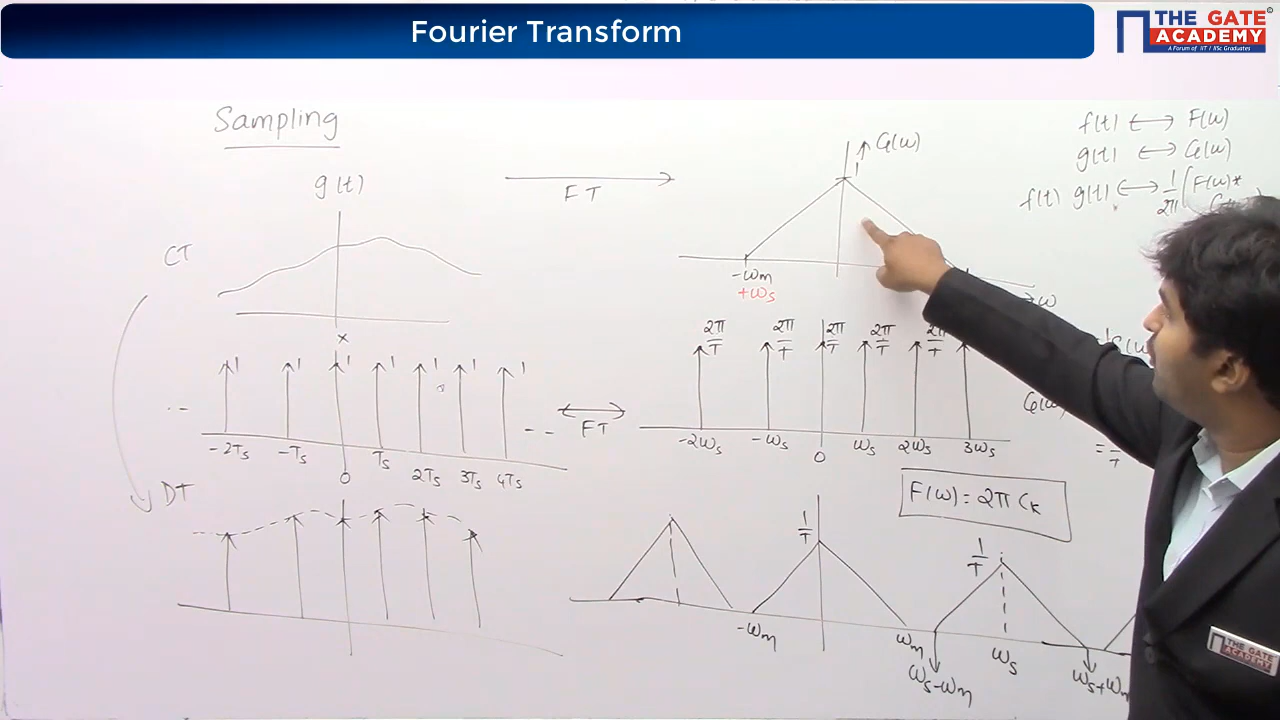 Fourier Transform
THE GATE ACADEMY
A Forum of IIT / IISc Graduates
Sampling
g(t)
FT
G(ω)
1
f(t) ⟷ F(ω)
g(t) ⟷ G(ω)
f(t) g(t) ⟷ 1/2π (F(ω)*
CT
-ωm
+ωs
ω
x
1 1 1 1 1 1 1
2π/T 2π/T 2π/T 2π/T 2π/T
-- -2Ts -Ts 0 Ts 2Ts 3Ts 4Ts --
FT
-2ωs -ωs 0 ωs 2ωs 3ωs
G(ω)
= 1/T
F(ω) = 2π Ck
DT
1/T
1/T
-ωm ωm ωs-ωm ωs ωs+ωm
THE GATE ACADEMY